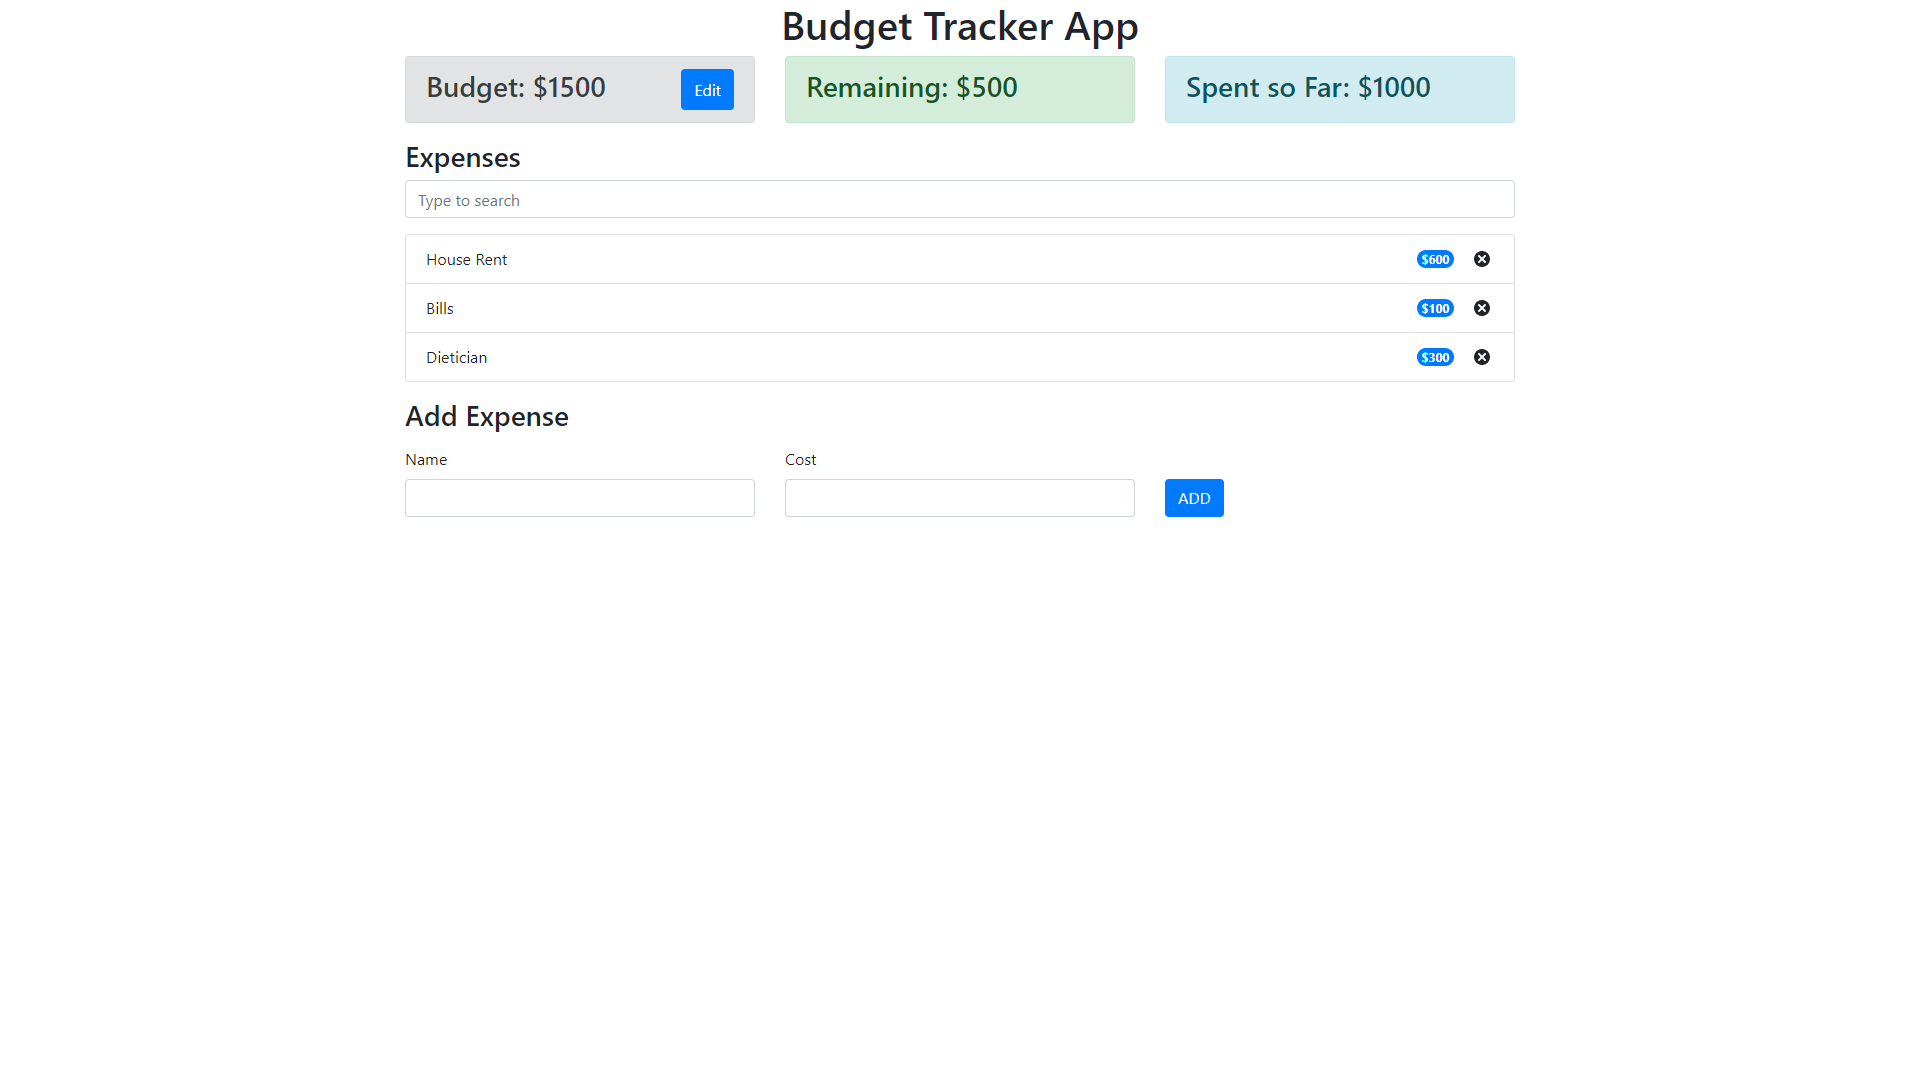 Budget Tracker App
Budget: $1500 Edit Remaining: $500 Spent so Far: $1000
Expenses
Type to search
House Rent $600
Bills $100
Dietician $300
Add Expense
Name Cost
ADD